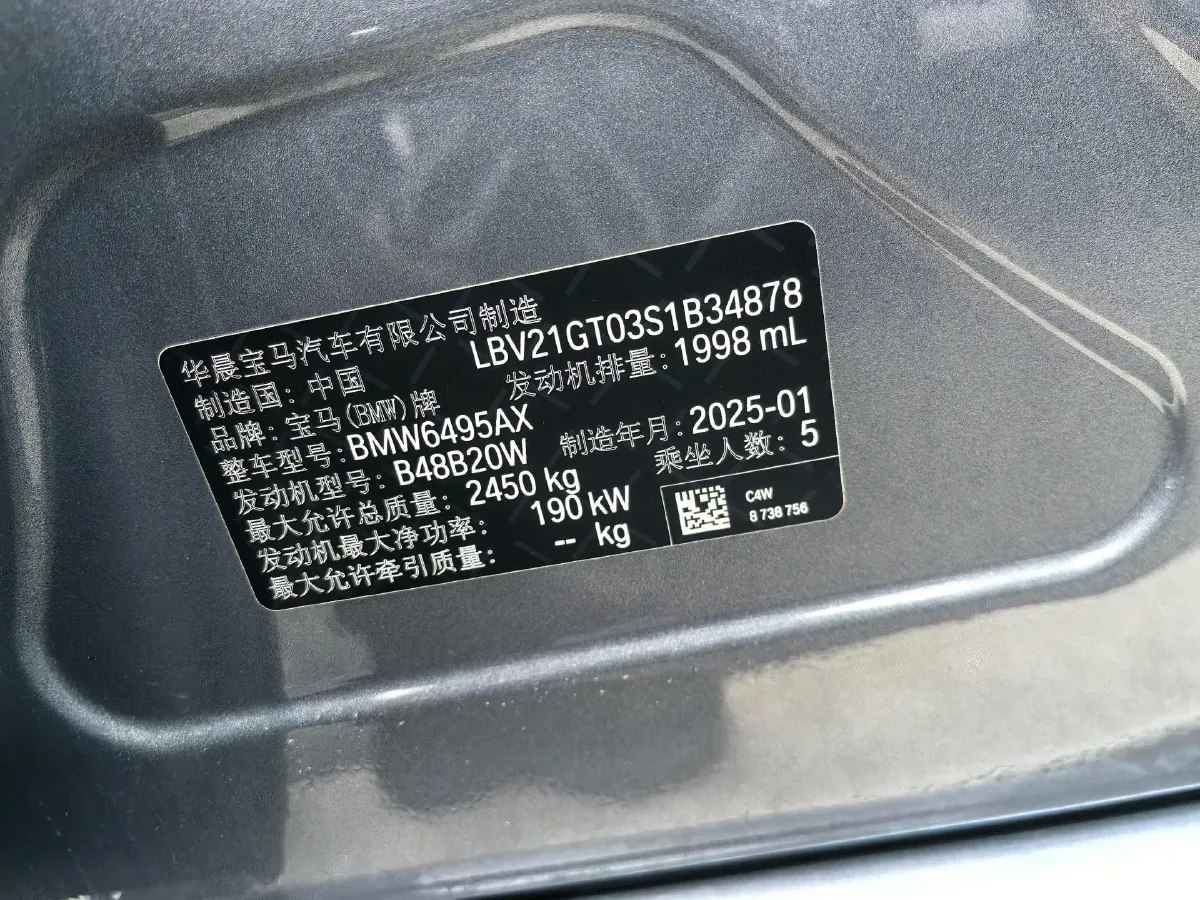 华晨宝马汽车有限公司制造
LBV21GT03S1B34878
制造国：中国
发动机排量：1998 mL
品牌：宝马(BMW)牌
整车型号：BMW6495AX
制造年月：2025-01
发动机型号：B48B20W
乘坐人数：5
最大允许总质量：2450 kg
发动机最大净功率：190 kW
最大允许牵引质量：-- kg
C4W
8 738 756